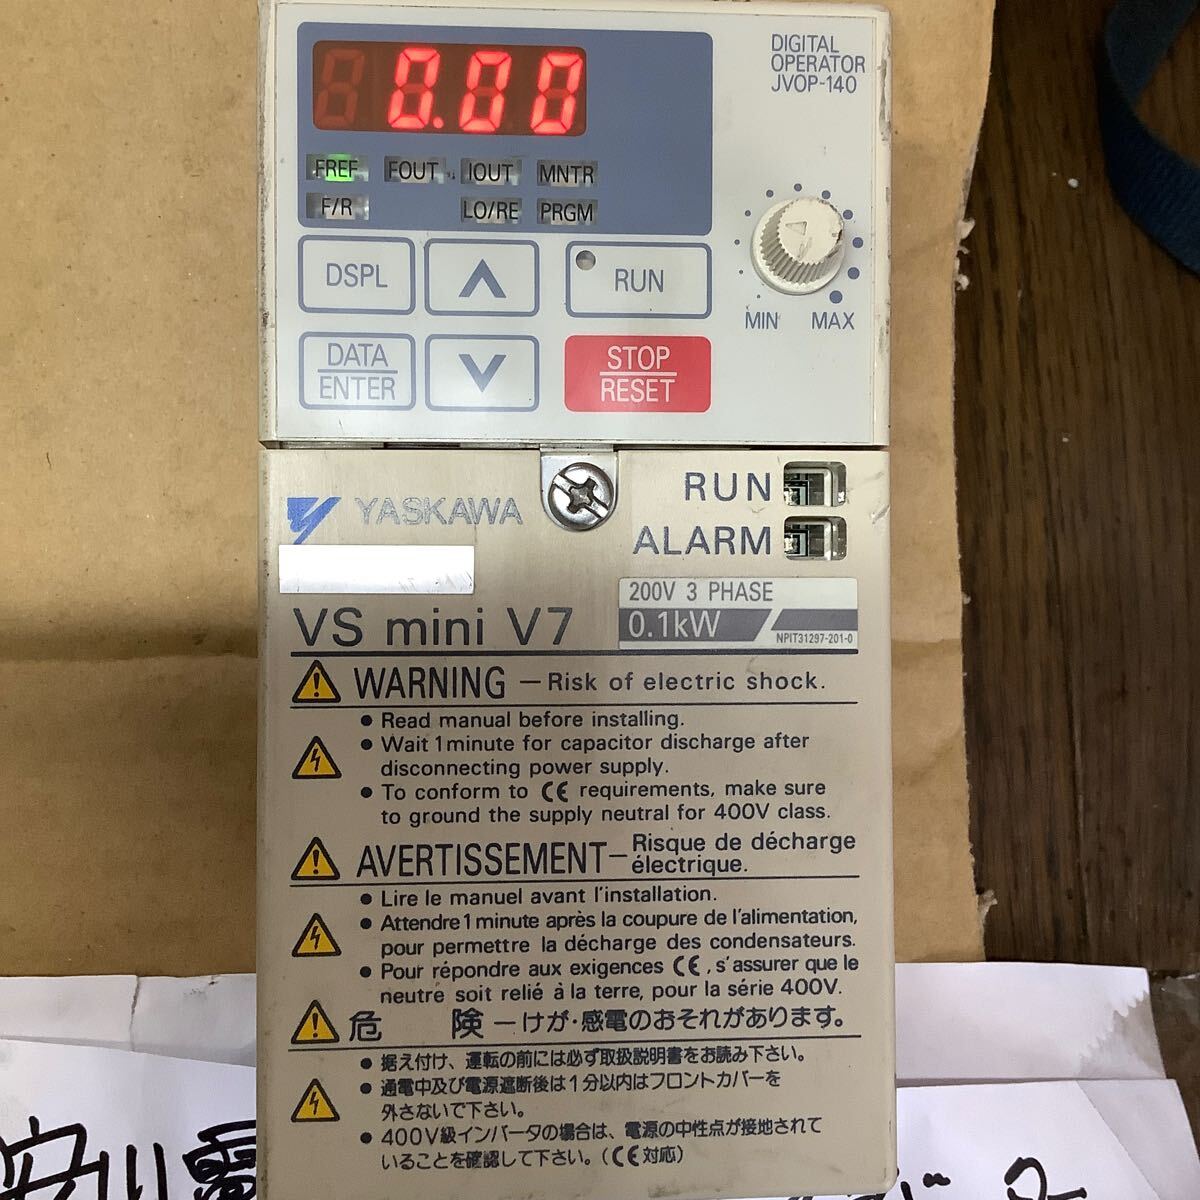 0.00
DIGITAL
OPERATOR
JVOP-140
FREF FOUT IOUT MNTR
F/R LO/RE PRGM
DSPL
RUN
MIN MAX
DATA
ENTER
STOP
RESET
YASKAWA
RUN
ALARM
VS mini V7
200V 3 PHASE
0.1kW
NPIT31297-201-0
WARNING — Risk of electric shock.
● Read manual before installing.
● Wait 1 minute for capacitor discharge after
disconnecting power supply.
● To conform to CE requirements, make sure
to ground the supply neutral for 400V class.
AVERTISSEMENT — Risque de décharge
électrique.
● Lire le manuel avant l'installation.
● Attendre 1 minute après la coupure de l'alimentation,
pour permettre la décharge des condensateurs.
● Pour répondre aux exigences CE, s'assurer que le
neutre soit relié à la terre, pour la série 400V.
危 険 — けが・感電のおそれがあります。
● 据え付け、運転の前には必ず取扱説明書をお読み下さい。
● 通電中及び電源遮断後は1分以内はフロントカバーを
外さないで下さい。
● 400V級インバータの場合は、電源の中性点が接地されて
いることを確認して下さい。(CE対応)
安川電